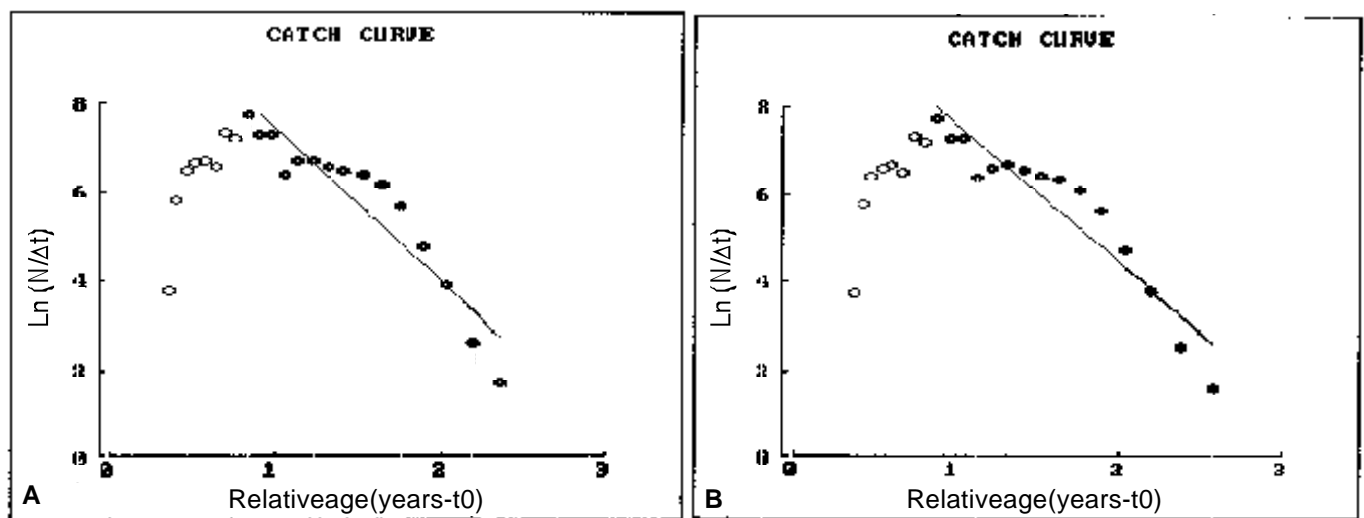 CATCH CURVE
8
6
4
2
0
0 1 2 3
Ln (N/Δt)
Relativeage(years-t0)
A
CATCH CURVE
8
6
4
2
0
0 1 2 3
Ln (N/Δt)
Relativeage(years-t0)
B